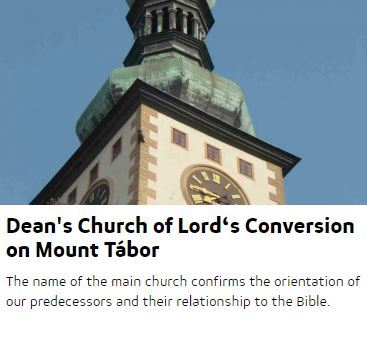 Dean's Church of Lord‘s Conversion
on Mount Tábor
The name of the main church confirms the orientation of
our predecessors and their relationship to the Bible.